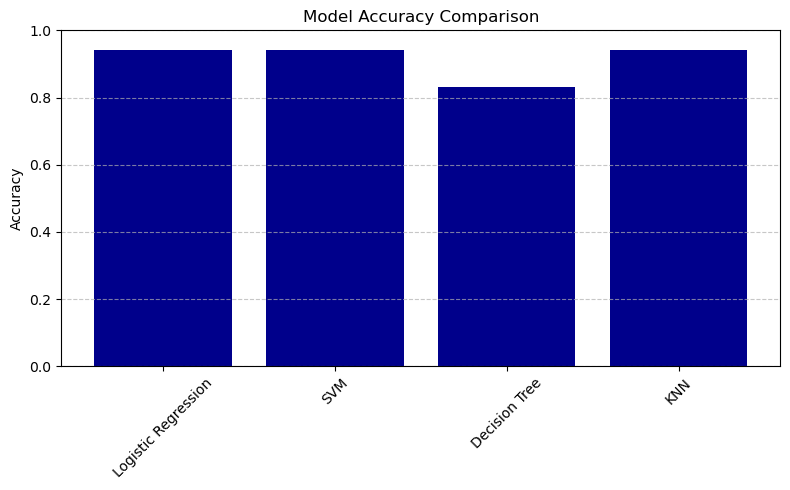 Model Accuracy Comparison
1.0
0.8
0.6
0.4
0.2
0.0
Accuracy
Logistic Regression
SVM
Decision Tree
KNN